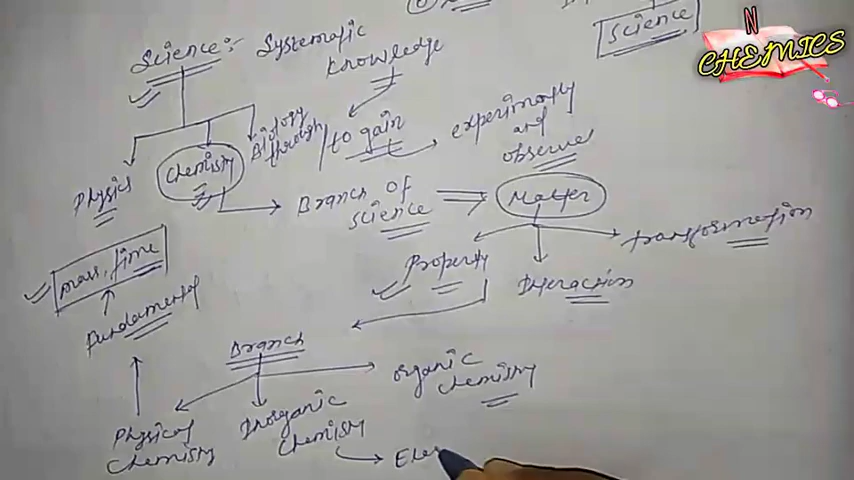 Science
N
CHEMICS
Science:- Systematic
knowledge
Physics
Chemistry
Biology
through
to gain
experimently
and
observe
Branch of
science
Matter
Property
Interaction
transformation
mass, time
Fundamental
Branch
Physical
Chemistry
Inorganic
Chemistry
organic
Chemistry
Ele